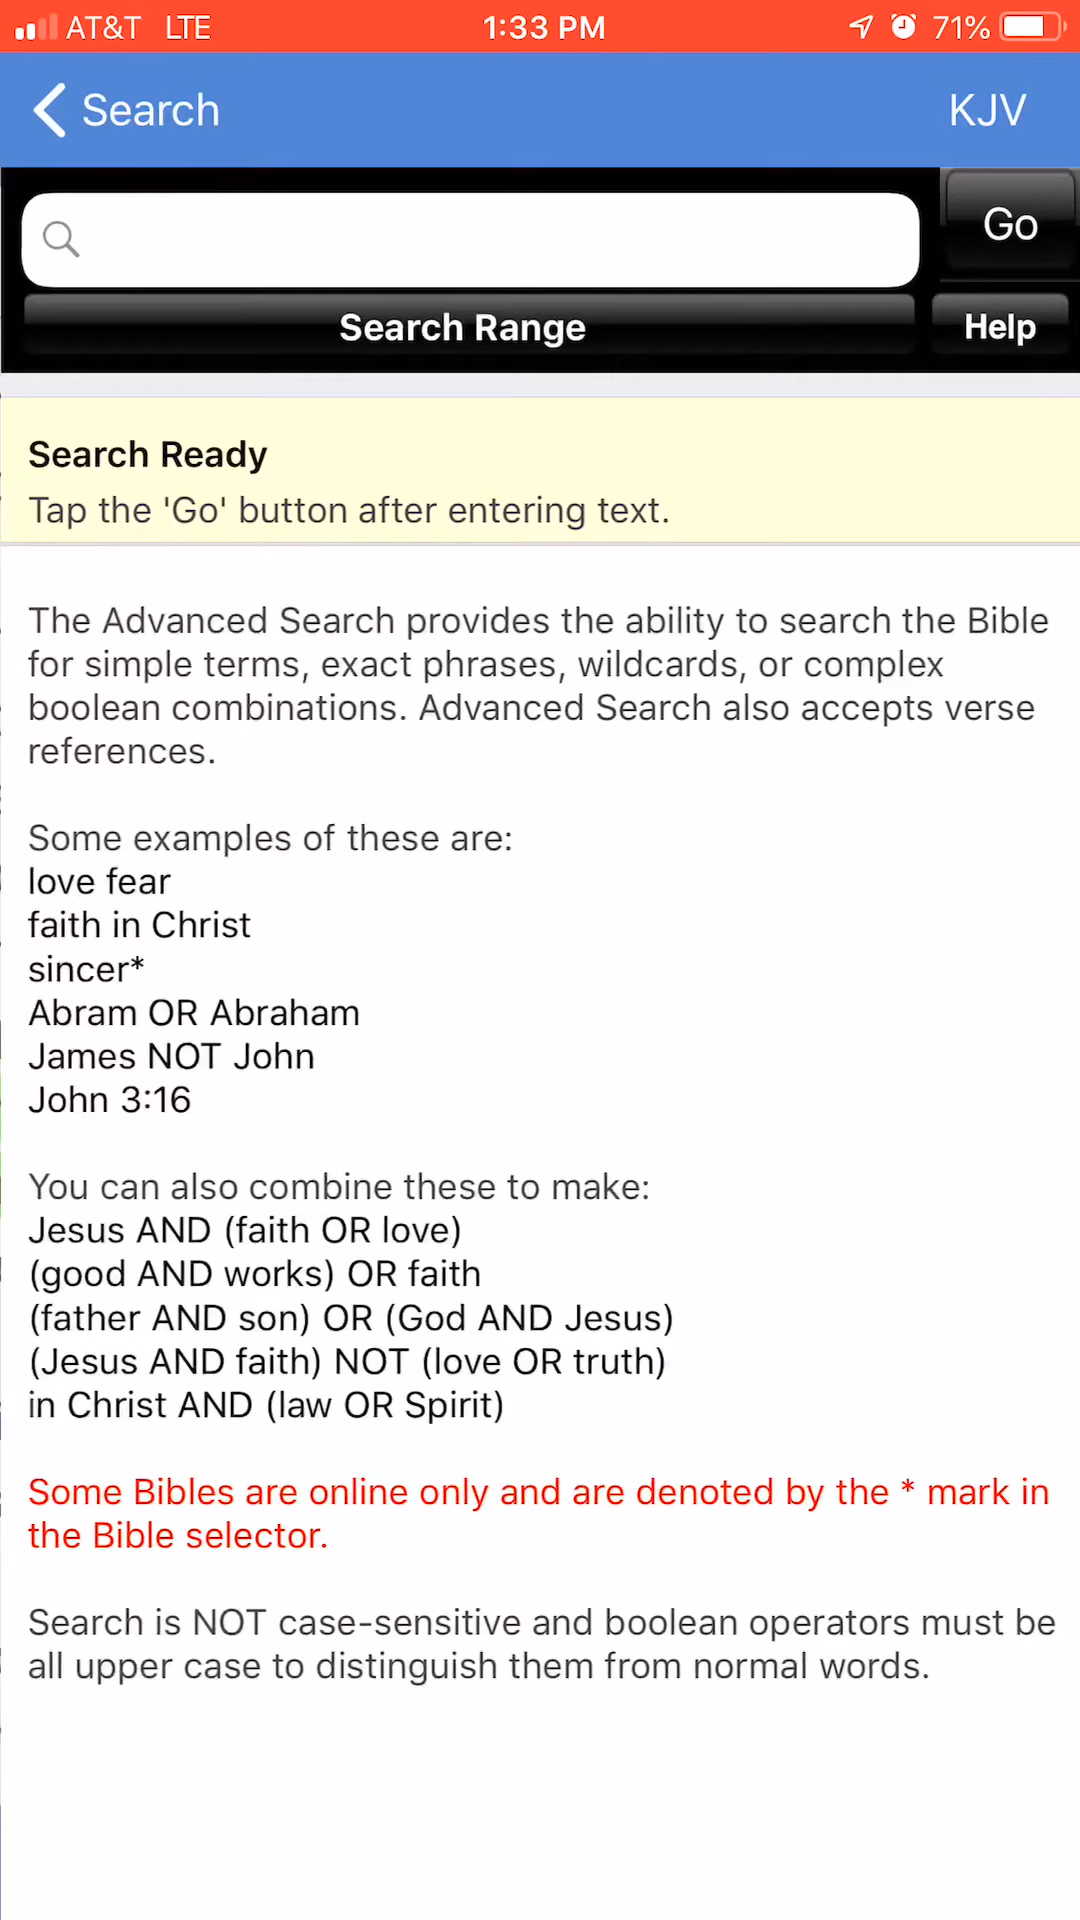 AT&T LTE 1:33 PM 71%
Search KJV
Go
Search Range Help
Search Ready
Tap the 'Go' button after entering text.
The Advanced Search provides the ability to search the Bible
for simple terms, exact phrases, wildcards, or complex
boolean combinations. Advanced Search also accepts verse
references.
Some examples of these are:
love fear
faith in Christ
sincer*
Abram OR Abraham
James NOT John
John 3:16
You can also combine these to make:
Jesus AND (faith OR love)
(good AND works) OR faith
(father AND son) OR (God AND Jesus)
(Jesus AND faith) NOT (love OR truth)
in Christ AND (law OR Spirit)
Some Bibles are online only and are denoted by the * mark in
the Bible selector.
Search is NOT case-sensitive and boolean operators must be
all upper case to distinguish them from normal words.